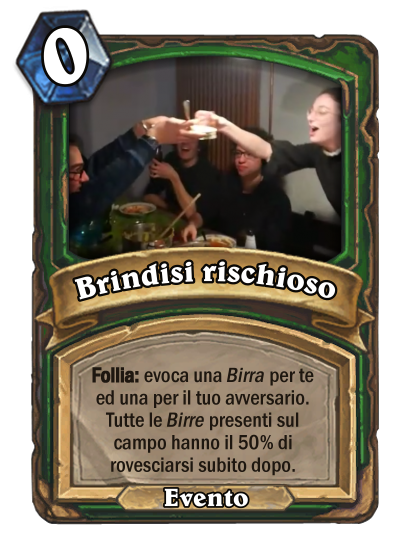 0
Brindisi rischioso
Follia: evoca una Birra per te
ed una per il tuo avversario.
Tutte le Birre presenti sul
campo hanno il 50% di
rovesciarsi subito dopo.
Evento